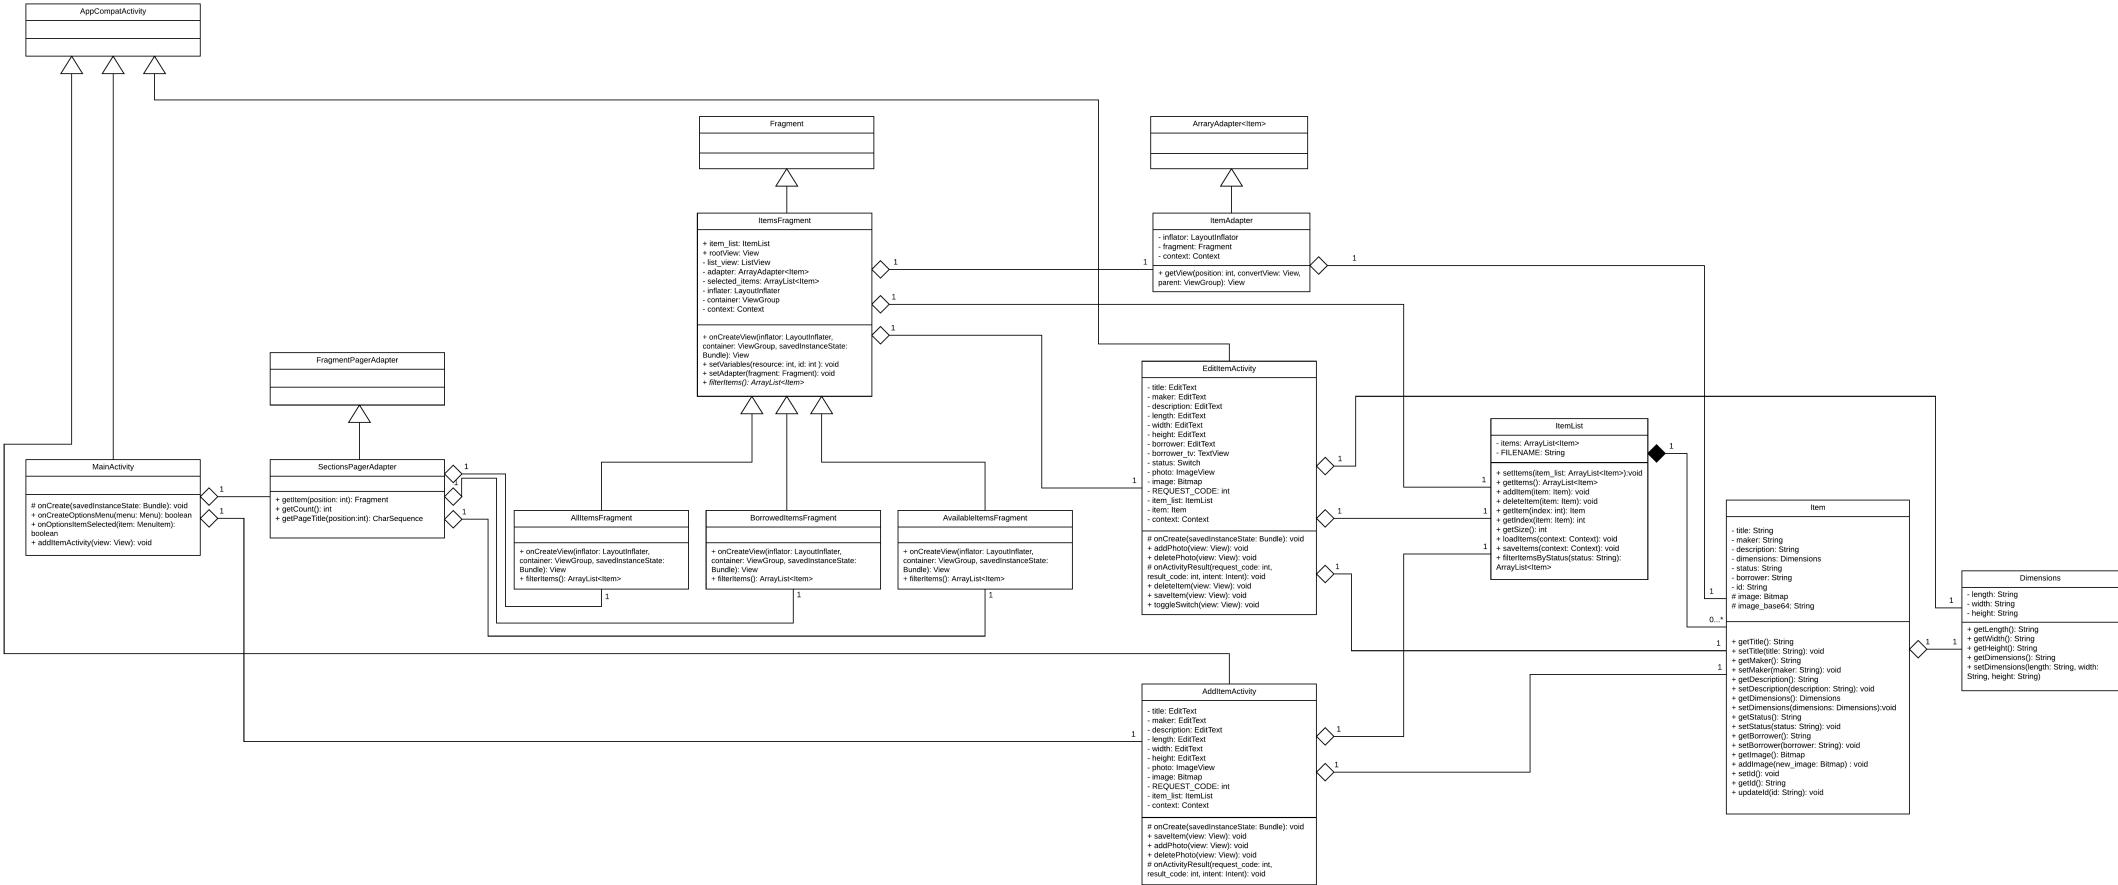 AppCompatActivity
Fragment
ArraryAdapter<Item>
ItemsFragment
+ item_list: ItemList
+ rootView: View
- list_view: ListView
- adapter: ArrayAdapter<Item>
- selected_items: ArrayList<Item>
- inflater: LayoutInflater
- container: ViewGroup
- context: Context
+ onCreateView(inflator: LayoutInflater,
container: ViewGroup, savedInstanceState:
Bundle): View
+ setVariables(resource: int, id: int ): void
+ setAdapter(fragment: Fragment): void
+ filterItems(): ArrayList<Item>
1
1
1
1
ItemAdapter
- inflator: LayoutInflator
- fragment: Fragment
- context: Context
+ getView(position: int, convertView: View,
parent: ViewGroup): View
1
FragmentPagerAdapter
MainActivity
# onCreate(savedInstanceState: Bundle): void
+ onCreateOptionsMenu(menu: Menu): boolean
+ onOptionsItemSelected(item: MenuItem):
boolean
+ addItemActivity(view: View): void
1
1
SectionsPagerAdapter
+ getItem(position: int): Fragment
+ getCount(): int
+ getPageTitle(position:int): CharSequence
1
1
1
AllItemsFragment
+ onCreateView(inflator: LayoutInflater,
container: ViewGroup, savedInstanceState:
Bundle): View
+ filterItems(): ArrayList<Item>
1
BorrowedItemsFragment
+ onCreateView(inflator: LayoutInflater,
container: ViewGroup, savedInstanceState:
Bundle): View
+ filterItems(): ArrayList<Item>
1
AvailableItemsFragment
+ onCreateView(inflator: LayoutInflater,
container: ViewGroup, savedInstanceState:
Bundle): View
+ filterItems(): ArrayList<Item>
1
1
EditItemActivity
- title: EditText
- maker: EditText
- description: EditText
- length: EditText
- width: EditText
- height: EditText
- borrower: EditText
- borrower_tv: TextView
- status: Switch
- photo: ImageView
- image: Bitmap
- REQUEST_CODE: int
- item_list: ItemList
- item: Item
- context: Context
# onCreate(savedInstanceState: Bundle): void
+ addPhoto(view: View): void
+ deletePhoto(view: View): void
# onActivityResult(request_code: int,
result_code: int, intent: Intent): void
+ deleteItem(view: View): void
+ saveItem(view: View): void
+ toggleSwitch(view: View): void
1
1
1
1
1
1
ItemList
- items: ArrayList<Item>
- FILENAME: String
+ setItems(item_list: ArrayList<Item>):void
+ getItems(): ArrayList<Item>
+ addItem(item: Item): void
+ deleteItem(item: Item): void
+ getItem(index: int): Item
+ getIndex(item: Item): int
+ getSize(): int
+ loadItems(context: Context): void
+ saveItems(context: Context): void
+ filterItemsByStatus(status: String):
ArrayList<Item>
1
1
0...*
1
1
Item
- title: String
- maker: String
- description: String
- dimensions: Dimensions
- status: String
- borrower: String
- id: String
# image: Bitmap
# image_base64: String
+ getTitle(): String
+ setTitle(title: String): void
+ getMaker(): String
+ setMaker(maker: String): void
+ getDescription(): String
+ setDescription(description: String): void
+ getDimensions(): Dimensions
+ setDimensions(dimensions: Dimensions):void
+ getStatus(): String
+ setStatus(status: String): void
+ getBorrower(): String
+ setBorrower(borrower: String): void
+ getImage(): Bitmap
+ addImage(new_image: Bitmap) : void
+ setId(): void
+ getId(): String
+ updateId(id: String): void
1
1
1
Dimensions
- length: String
- width: String
- height: String
+ getLength(): String
+ getWidth(): String
+ getHeight(): String
+ getDimensions(): String
+ setDimensions(length: String, width:
String, height: String)
1
AddItemActivity
- title: EditText
- maker: EditText
- description: EditText
- length: EditText
- width: EditText
- height: EditText
- photo: ImageView
- image: Bitmap
- REQUEST_CODE: int
- item_list: ItemList
- context: Context
# onCreate(savedInstanceState: Bundle): void
+ saveItem(view: View): void
+ addPhoto(view: View): void
+ deletePhoto(view: View): void
# onActivityResult(request_code: int,
result_code: int, intent: Intent): void
1
1